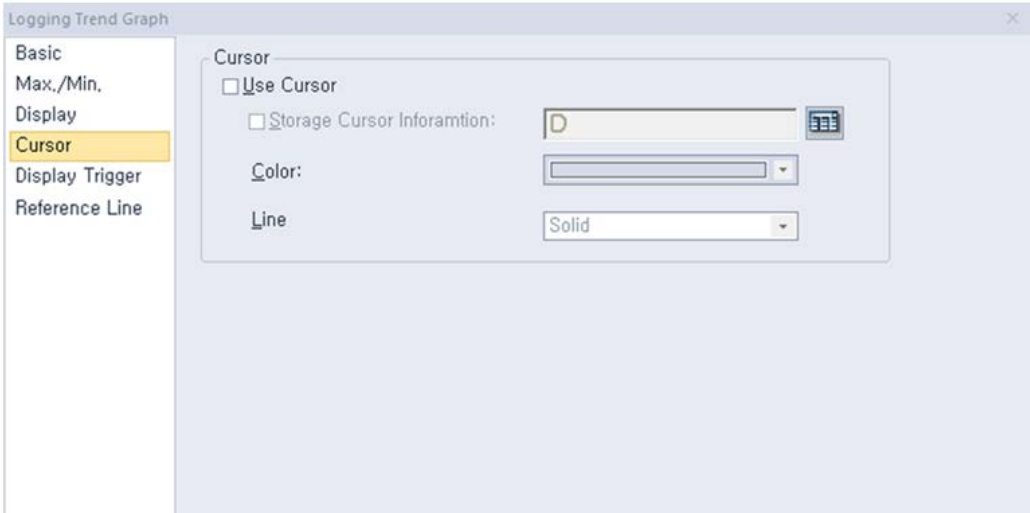 Logging Trend Graph
Basic
Max./Min.
Display
Cursor
Display Trigger
Reference Line
Cursor
Use Cursor
Storage Cursor Inforamtion:
D
Color:
Line
Solid